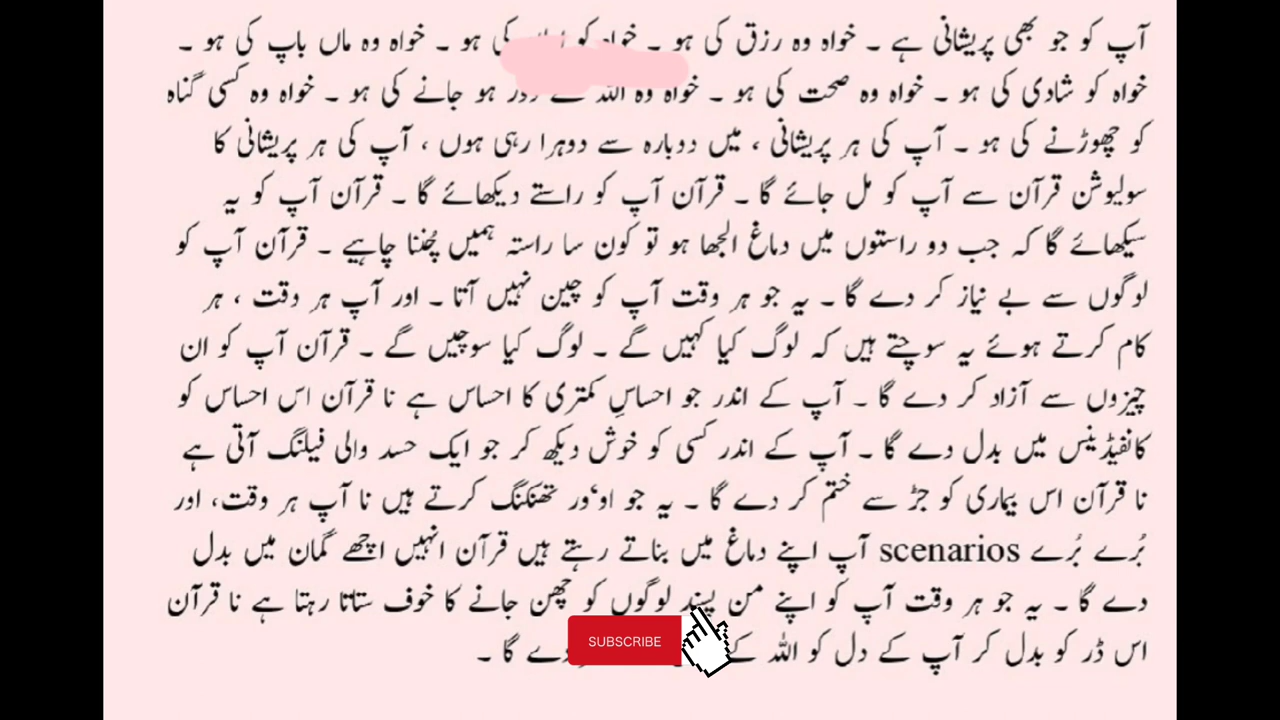 آپ کو جو بھی پریشانی ہے ۔ خواہ وہ رزق کی ہو ۔ خواہ کو کی ہو ۔ خواہ وہ ماں باپ کی ہو ۔
خواہ کو شادی کی ہو ۔ خواہ وہ صحت کی ہو ۔ خواہ وہ اللہ سے دور ہو جانے کی ہو ۔ خواہ وہ کسی گناہ
کو چھوڑنے کی ہو ۔ آپ کی ہر پریشانی ، میں دوبارہ سے دوہرا رہی ہوں ، آپ کی ہر پریشانی کا
سولیوشن قرآن سے آپ کو مل جائے گا ۔ قرآن آپ کو راستے دیکھائے گا ۔ قرآن آپ کو یہ
سیکھائے گا کہ جب دو راستوں میں دماغ الجھا ہو تو کون سا راستہ ہمیں چُننا چاہیے ۔ قرآن آپ کو
لوگوں سے بے نیاز کر دے گا ۔ یہ جو ہر وقت آپ کو چین نہیں آتا ۔ اور آپ ہر وقت ، ہر
کام کرتے ہوئے یہ سوچتے ہیں کہ لوگ کیا کہیں گے ۔ لوگ کیا سوچیں گے ۔ قرآن آپ کو ان
چیزوں سے آزاد کر دے گا ۔ آپ کے اندر جو احساسِ کمتری کا احساس ہے نا قرآن اس احساس کو
کانفیڈینس میں بدل دے گا ۔ آپ کے اندر کسی کو خوش دیکھ کر جو ایک حسد والی فیلنگ آتی ہے
نا قرآن اس بیماری کو جڑ سے ختم کر دے گا ۔ یہ جو اوور تھنکنگ کرتے ہیں نا آپ ہر وقت، اور
بُرے بُرے scenarios آپ اپنے دماغ میں بناتے رہتے ہیں قرآن انہیں اچھے گمان میں بدل
دے گا ۔ یہ جو ہر وقت آپ کو اپنے من پسند لوگوں کو چھن جانے کا خوف ستاتا رہتا ہے نا قرآن
اس ڈر کو بدل کر آپ کے دل کو اللہ کے دے گا ۔
SUBSCRIBE